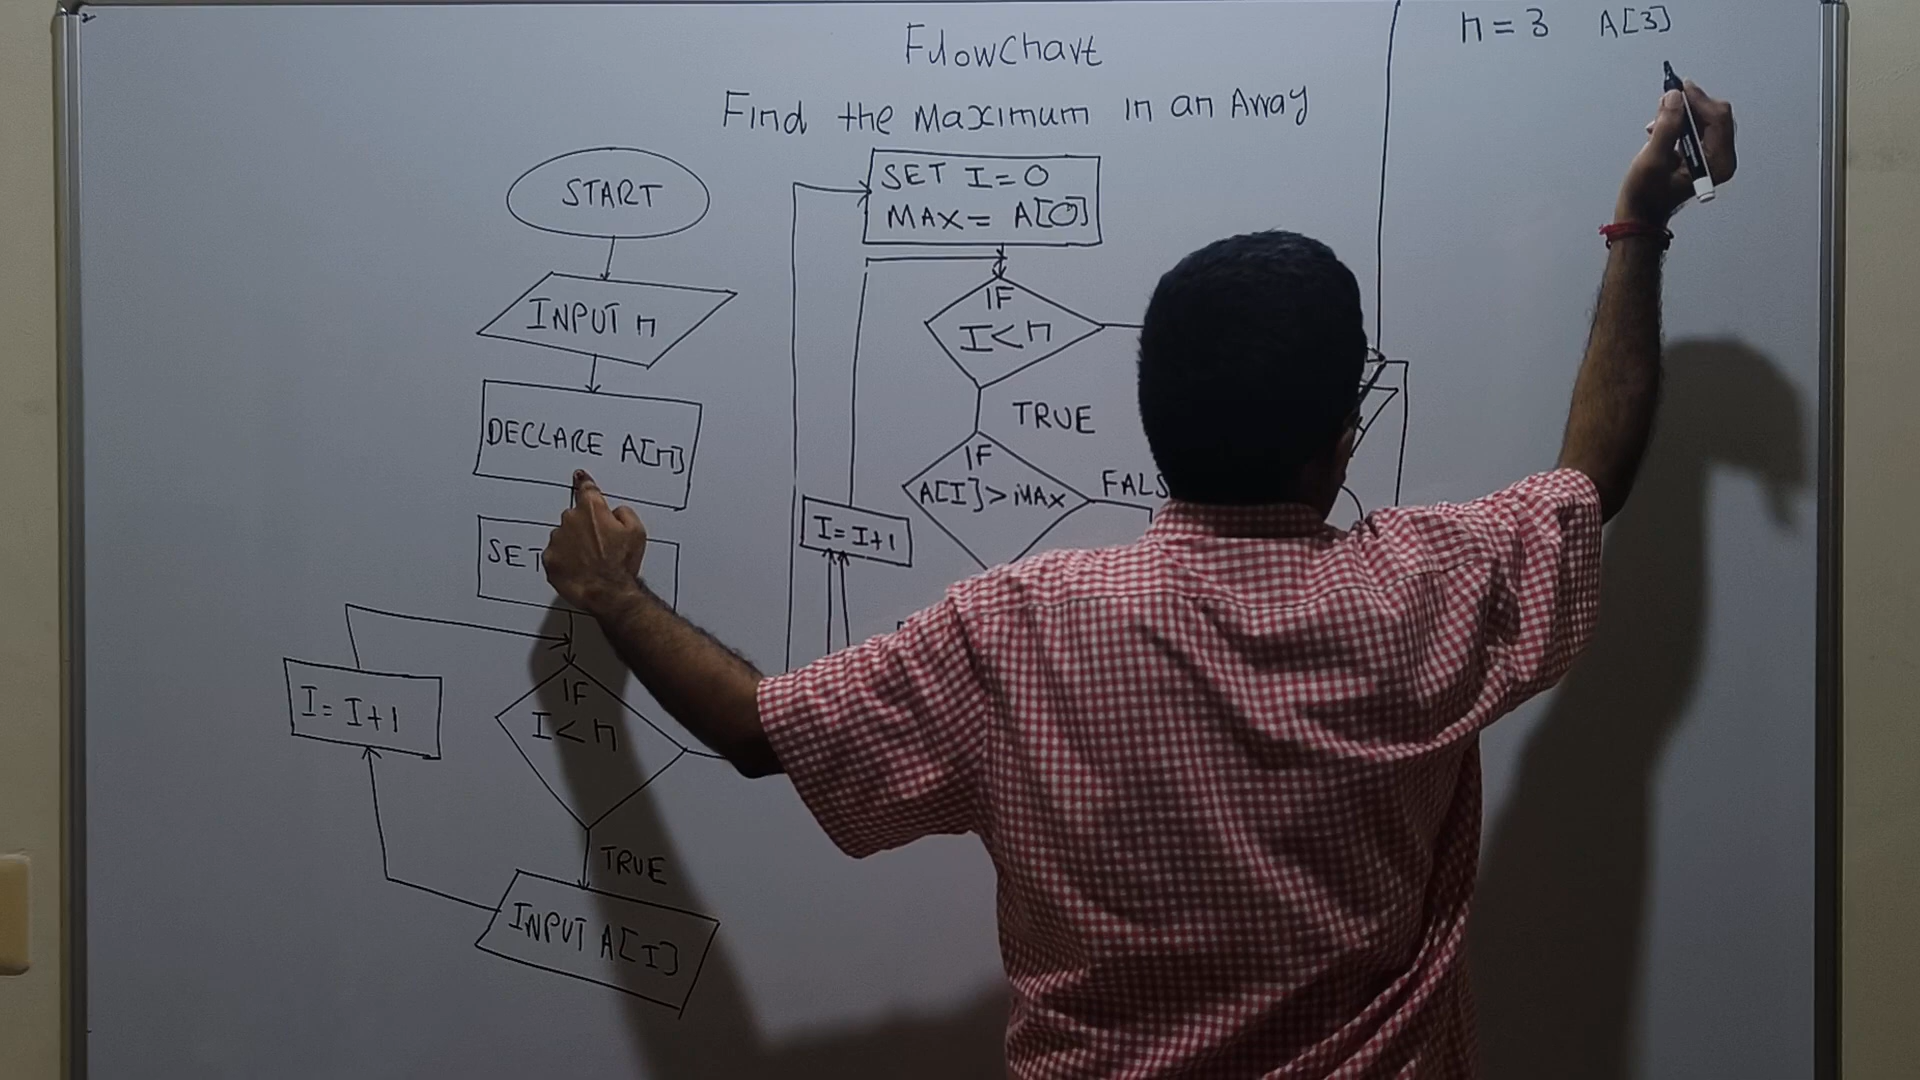 Flowchart
Find the Maximum in an Array
n = 3 A[3]
START
INPUT n
DECLARE A[n]
SET
IF
I < n
TRUE
INPUT A[I]
I = I+1
SET I = 0
MAX = A[0]
IF
I < n
TRUE
IF
A[I] > MAX
FALS
I = I+1